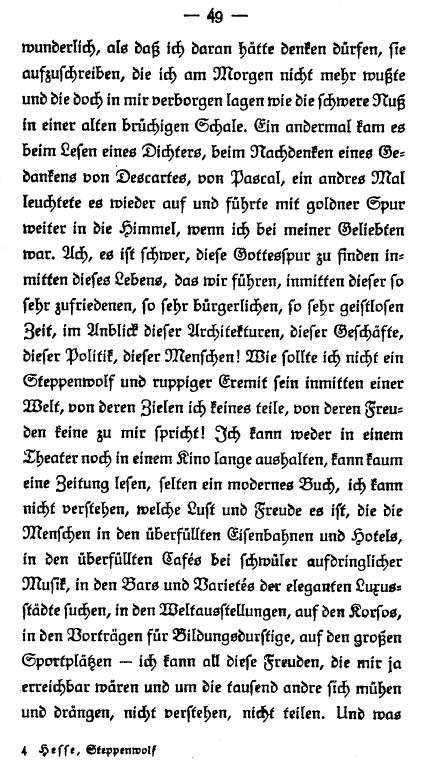 — 49 —
wunderlich, als daß ich daran hätte denken dürfen, sie
aufzuschreiben, die ich am Morgen nicht mehr wußte
und die doch in mir verborgen lagen wie die schwere Nuß
in einer alten brüchigen Schale. Ein andermal kam es
beim Lesen eines Dichters, beim Nachdenken eines Ge-
dankens von Descartes, von Pascal, ein andres Mal
leuchtete es wieder auf und führte mit goldner Spur
weiter in die Himmel, wenn ich bei meiner Geliebten
war. Ach, es ist schwer, diese Gottesspur zu finden in-
mitten dieses Lebens, das wir führen, inmitten dieser so
sehr zufriedenen, so sehr bürgerlichen, so sehr geistlosen
Zeit, im Anblick dieser Architekturen, dieser Geschäfte,
dieser Politik, dieser Menschen! Wie sollte ich nicht ein
Steppenwolf und ruppiger Eremit sein inmitten einer
Welt, von deren Zielen ich keines teile, von deren Freu-
den keine zu mir spricht! Ich kann weder in einem
Theater noch in einem Kino lange aushalten, kann kaum
eine Zeitung lesen, selten ein modernes Buch, ich kann
nicht verstehen, welche Lust und Freude es ist, die die
Menschen in den überfüllten Eisenbahnen und Hotels,
in den überfüllten Cafés bei schwüler aufdringlicher
Musik, in den Bars und Varietés der eleganten Luxus-
städte suchen, in den Weltausstellungen, auf den Korsos,
in den Vorträgen für Bildungsdurstige, auf den großen
Sportplätzen — ich kann all diese Freuden, die mir ja
erreichbar wären und um die tausend andre sich mühen
und drängen, nicht verstehen, nicht teilen. Und was
4 Hesse, Steppenwolf